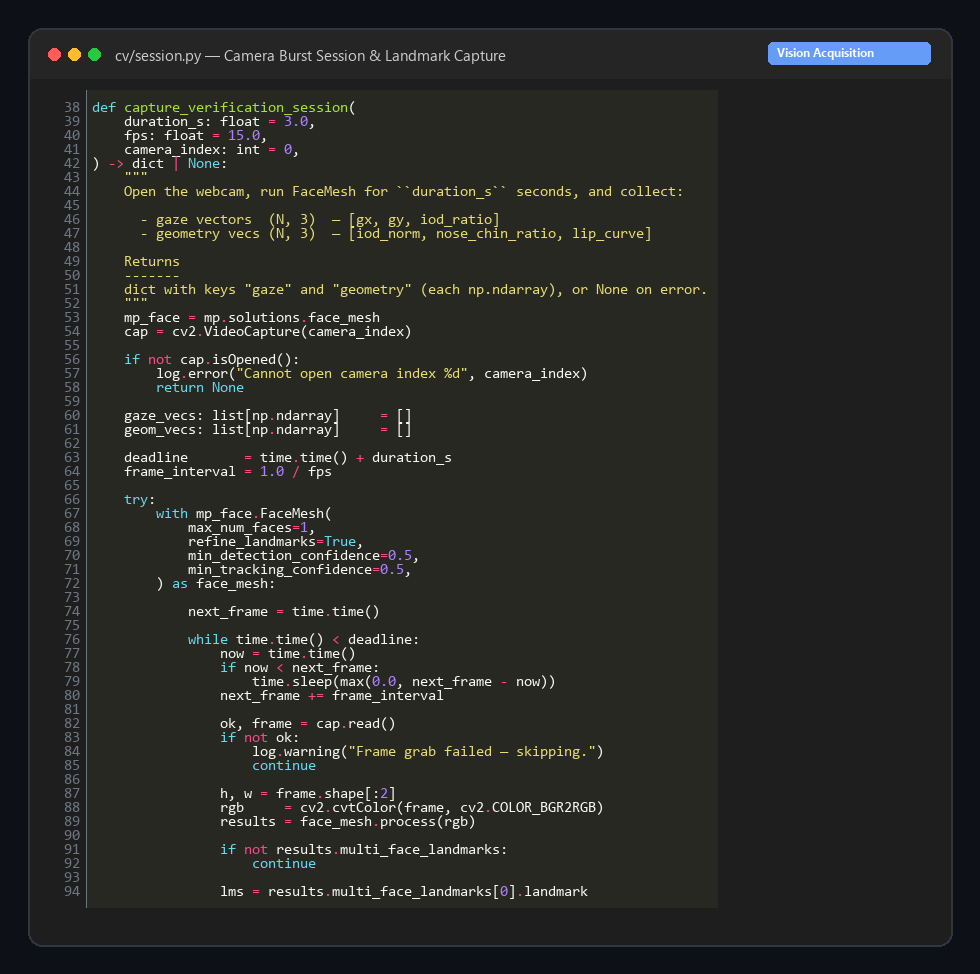 cv/session.py — Camera Burst Session & Landmark Capture
Vision Acquisition
38 def capture_verification_session(
39     duration_s: float = 3.0,
40     fps: float = 15.0,
41     camera_index: int = 0,
42 ) -> dict | None:
43     """
44     Open the webcam, run FaceMesh for ``duration_s`` seconds, and collect:
45
46       - gaze vectors  (N, 3)  — [gx, gy, iod_ratio]
47       - geometry vecs (N, 3)  — [iod_norm, nose_chin_ratio, lip_curve]
48
49     Returns
50     -------
51     dict with keys "gaze" and "geometry" (each np.ndarray), or None on error.
52     """
53     mp_face = mp.solutions.face_mesh
54     cap = cv2.VideoCapture(camera_index)
55
56     if not cap.isOpened():
57         log.error("Cannot open camera index %d", camera_index)
58         return None
59
60     gaze_vecs: list[np.ndarray]     = []
61     geom_vecs: list[np.ndarray]     = []
62
63     deadline       = time.time() + duration_s
64     frame_interval = 1.0 / fps
65
66     try:
67         with mp_face.FaceMesh(
68             max_num_faces=1,
69             refine_landmarks=True,
70             min_detection_confidence=0.5,
71             min_tracking_confidence=0.5,
72         ) as face_mesh:
73
74             next_frame = time.time()
75
76             while time.time() < deadline:
77                 now = time.time()
78                 if now < next_frame:
79                     time.sleep(max(0.0, next_frame - now))
80                 next_frame += frame_interval
81
82                 ok, frame = cap.read()
83                 if not ok:
84                     log.warning("Frame grab failed — skipping.")
85                     continue
86
87                 h, w = frame.shape[:2]
88                 rgb     = cv2.cvtColor(frame, cv2.COLOR_BGR2RGB)
89                 results = face_mesh.process(rgb)
90
91                 if not results.multi_face_landmarks:
92                     continue
93
94                 lms = results.multi_face_landmarks[0].landmark